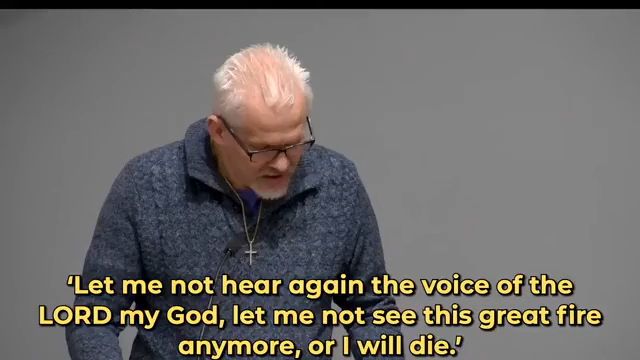 ‘Let me not hear again the voice of the
LORD my God, let me not see this great fire
anymore, or I will die.’